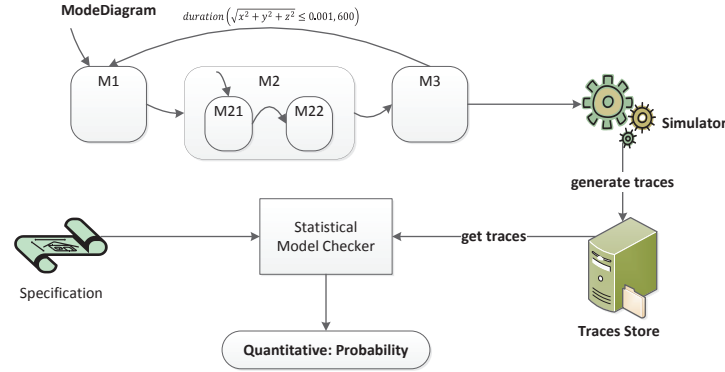 ModeDiagram
duration(√x² + y² + z² ≤ 0.001,600)
M1
M2
M3
M21
M22
Simulator
generate traces
Statistical
Model Checker
get traces
Specification
Traces Store
Quantitative: Probability